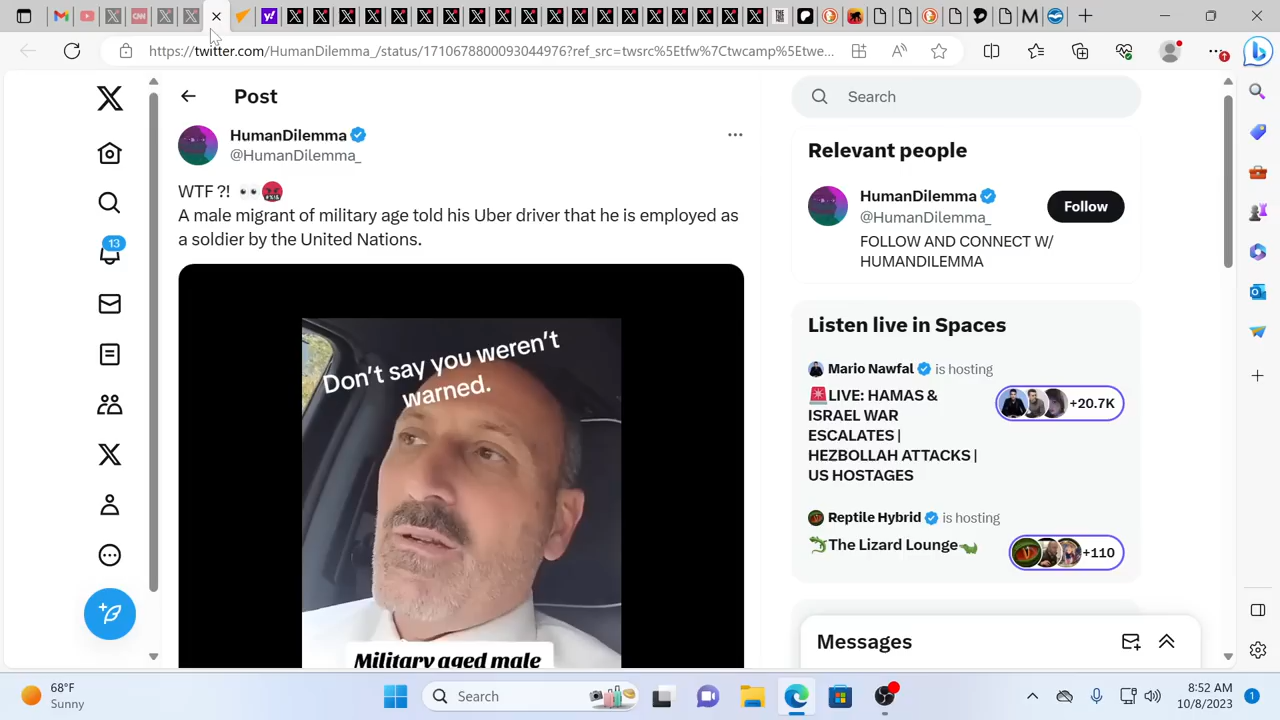 https://twitter.com/HumanDilemma_/status/1710678800093044976?ref_src=twsrc%5Etfw%7Ctwcamp%5Etwe...
Post
HumanDilemma
@HumanDilemma_
WTF ?! 👀🤬
A male migrant of military age told his Uber driver that he is employed as
a soldier by the United Nations.
Don't say you weren't
warned.
Military aged male
Search
Relevant people
HumanDilemma
@HumanDilemma_
Follow
FOLLOW AND CONNECT W/
HUMANDILEMMA
Listen live in Spaces
Mario Nawfal is hosting
🚨LIVE: HAMAS &
ISRAEL WAR
ESCALATES |
HEZBOLLAH ATTACKS |
US HOSTAGES
+20.7K
Reptile Hybrid is hosting
🐉The Lizard Lounge🦎
+110
Messages
13
68°F
Sunny
Search
8:52 AM
10/8/2023
1